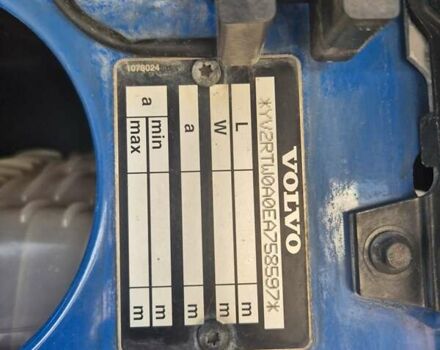 1078024
VOLVO
*YV2RTW0A0EA758597*
L m
W m
a m
a min m
max m